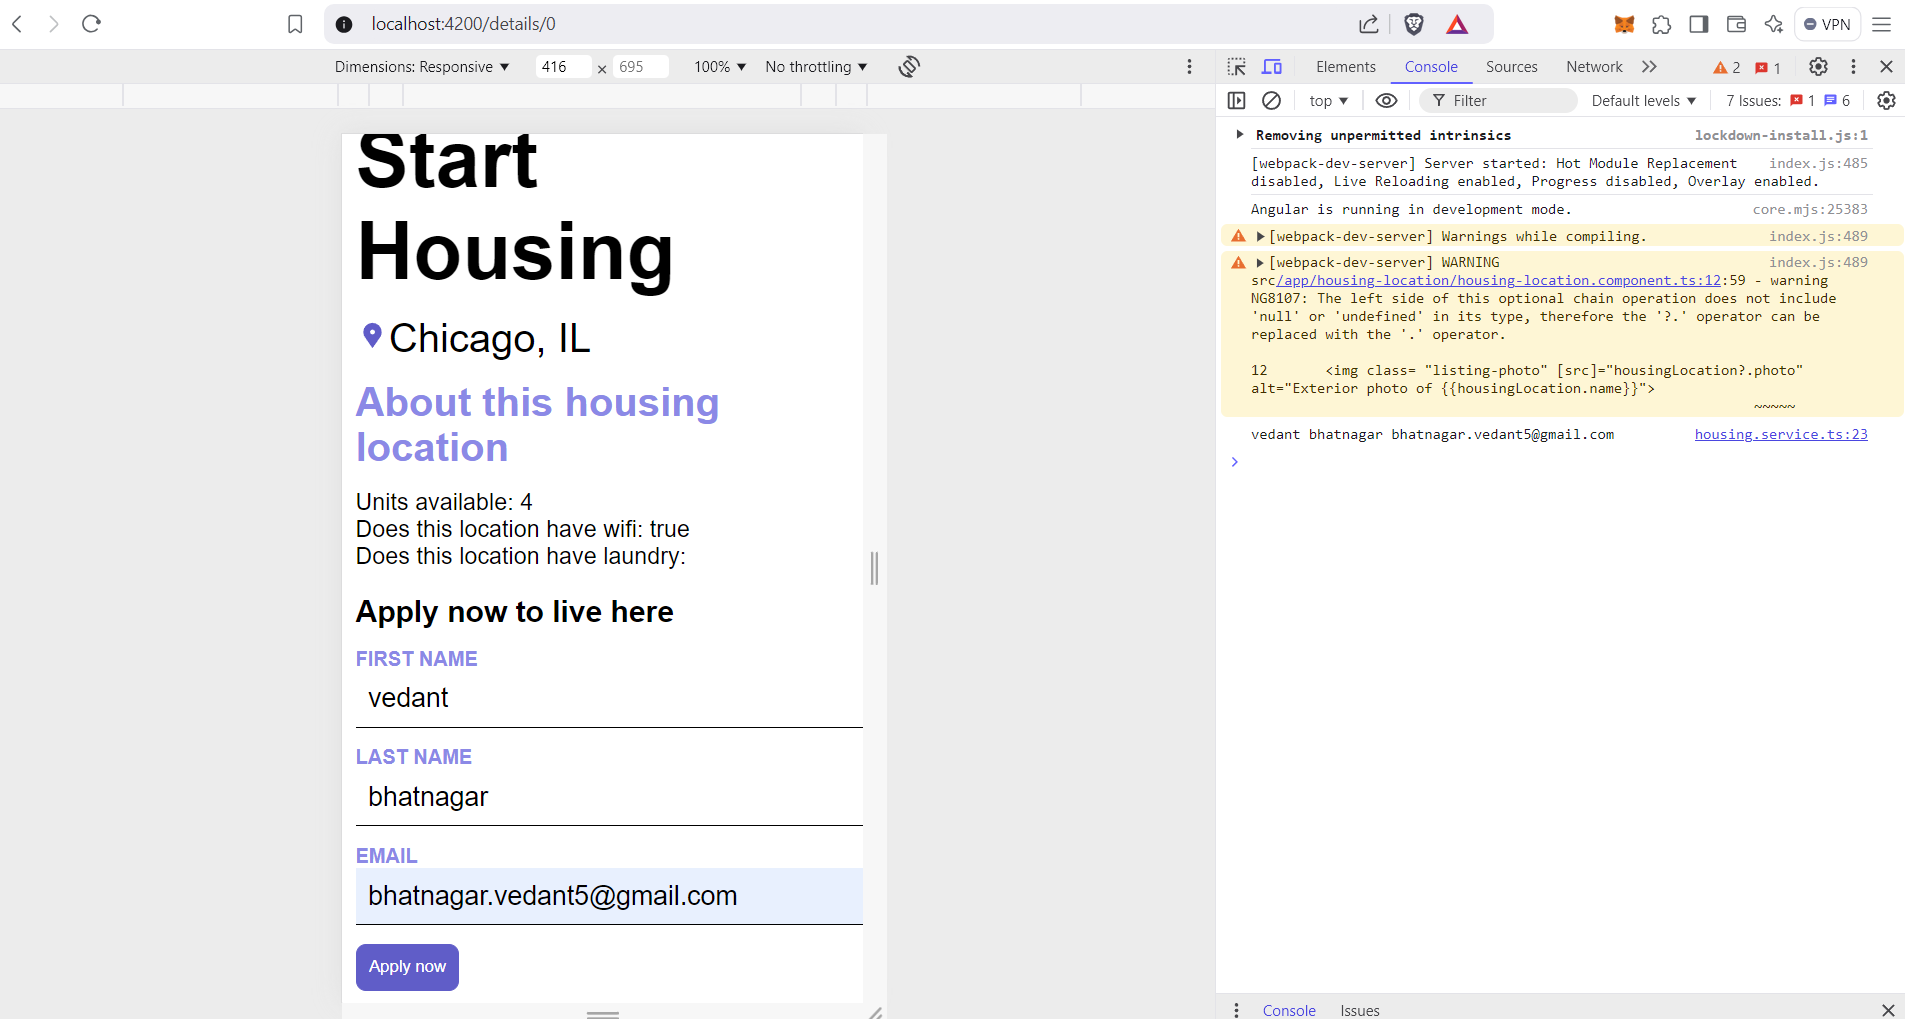 localhost:4200/details/0
VPN
Dimensions: Responsive ▼ 416 x 695 100% ▼ No throttling ▼
Elements Console Sources Network 2 1
top ▼ Filter Default levels ▼ 7 Issues: 1 6
Start
Housing
Chicago, IL
About this housing
location
Units available: 4
Does this location have wifi: true
Does this location have laundry:
Apply now to live here
FIRST NAME
vedant
LAST NAME
bhatnagar
EMAIL
bhatnagar.vedant5@gmail.com
Apply now
Removing unpermitted intrinsics lockdown-install.js:1
[webpack-dev-server] Server started: Hot Module Replacement index.js:485
disabled, Live Reloading enabled, Progress disabled, Overlay enabled.
Angular is running in development mode. core.mjs:25383
[webpack-dev-server] Warnings while compiling. index.js:489
[webpack-dev-server] WARNING index.js:489
src/app/housing-location/housing-location.component.ts:12:59 - warning
NG8107: The left side of this optional chain operation does not include
'null' or 'undefined' in its type, therefore the '?.' operator can be
replaced with the '.' operator.
12 <img class= "listing-photo" [src]="housingLocation?.photo"
alt="Exterior photo of {{housingLocation.name}}">
~~~~~
vedant bhatnagar bhatnagar.vedant5@gmail.com housing.service.ts:23
Console Issues